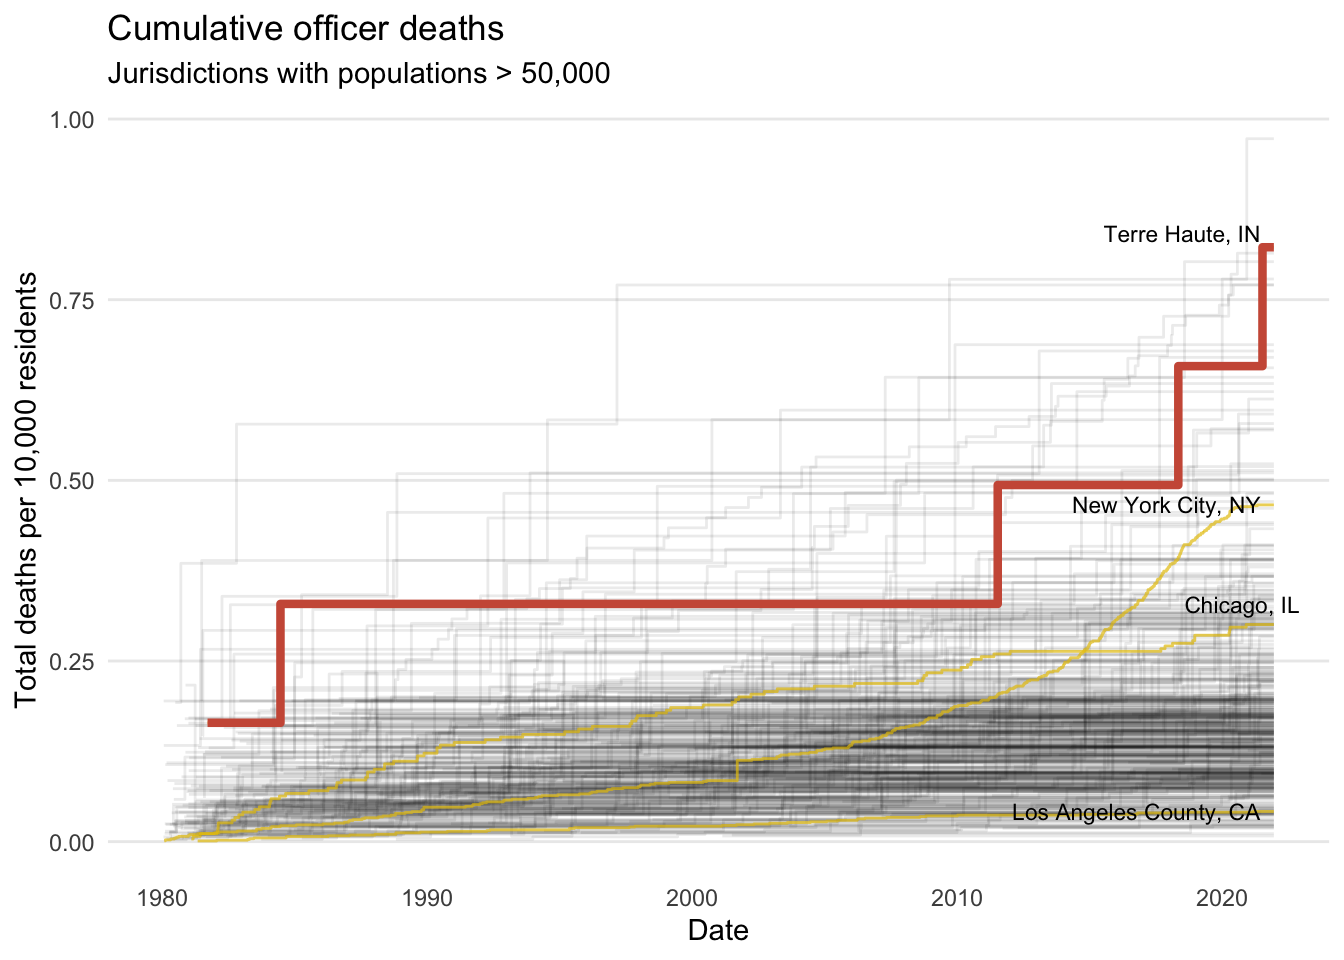 Cumulative officer deaths
Jurisdictions with populations > 50,000
Total deaths per 10,000 residents
1.00
0.75
0.50
0.25
0.00
Terre Haute, IN
New York City, NY
Chicago, IL
Los Angeles County, CA
1980 1990 2000 2010 2020
Date